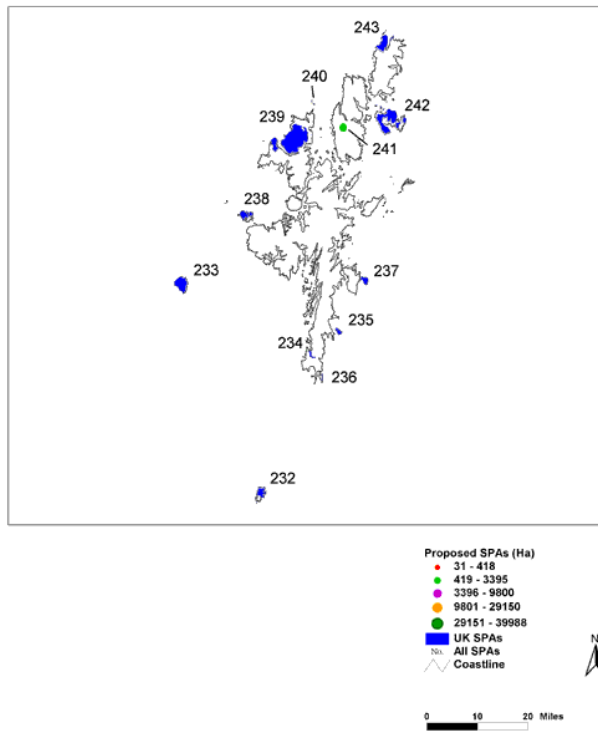 243
240
239
242
241
238
233
237
235
234
236
232
Proposed SPAs (Ha)
31 - 418
419 - 3395
3396 - 9800
9801 - 29150
29151 - 39988
UK SPAs
No. All SPAs
Coastline
N
0 10 20 Miles